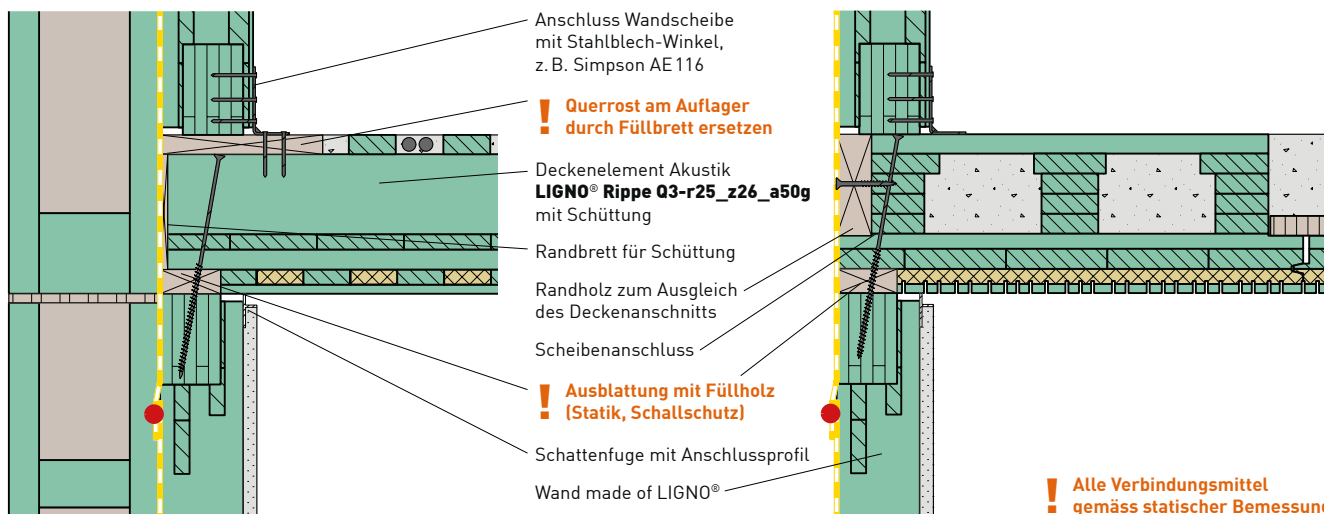 Anschluss Wandscheibe
mit Stahlblech-Winkel,
z. B. Simpson AE 116
! Querrost am Auflager
durch Füllbrett ersetzen
Deckenelement Akustik
LIGNO® Rippe Q3-r25_z26_a50g
mit Schüttung
Randbrett für Schüttung
Randholz zum Ausgleich
des Deckenanschnitts
Scheibenanschluss
! Ausblattung mit Füllholz
(Statik, Schallschutz)
Schattenfuge mit Anschlussprofil
Wand made of LIGNO®
! Alle Verbindungsmittel
gemäss statischer Bemessung